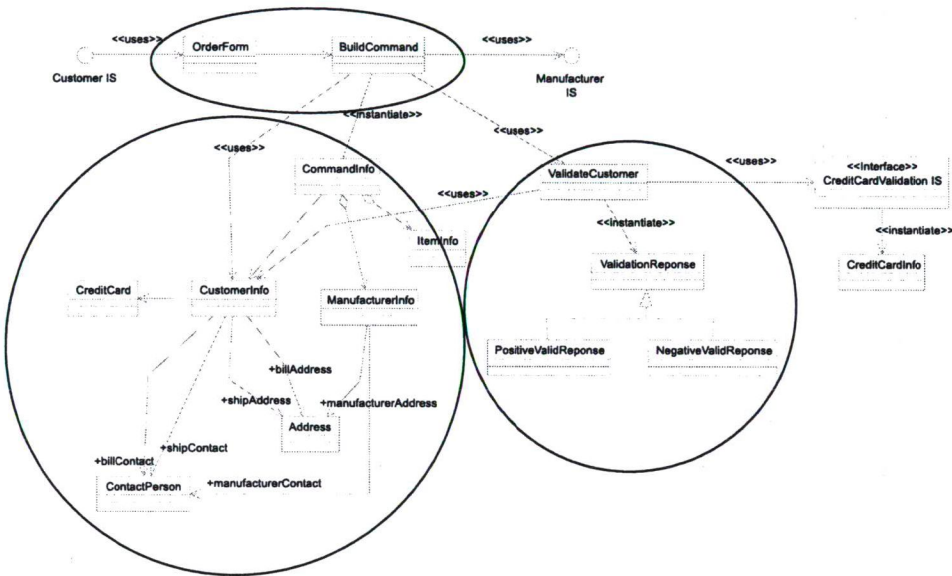 <<uses>>
OrderForm
BuildCommand
<<uses>>
Customer IS
Manufacturer
IS
<<instantiate>>
<<uses>>
<<uses>>
CommandInfo
ValidateCustomer
<<uses>>
<<Interface>>
CreditCardValidation IS
<<uses>>
<<instantiate>>
<<instantiate>>
ItemInfo
ValidationReponse
CreditCardInfo
CreditCard
CustomerInfo
ManufacturerInfo
PositiveValidReponse
NegativeValidReponse
+billAddress
+shipAddress
+manufacturerAddress
Address
+shipContact
+billContact
ContactPerson
+manufacturerContact